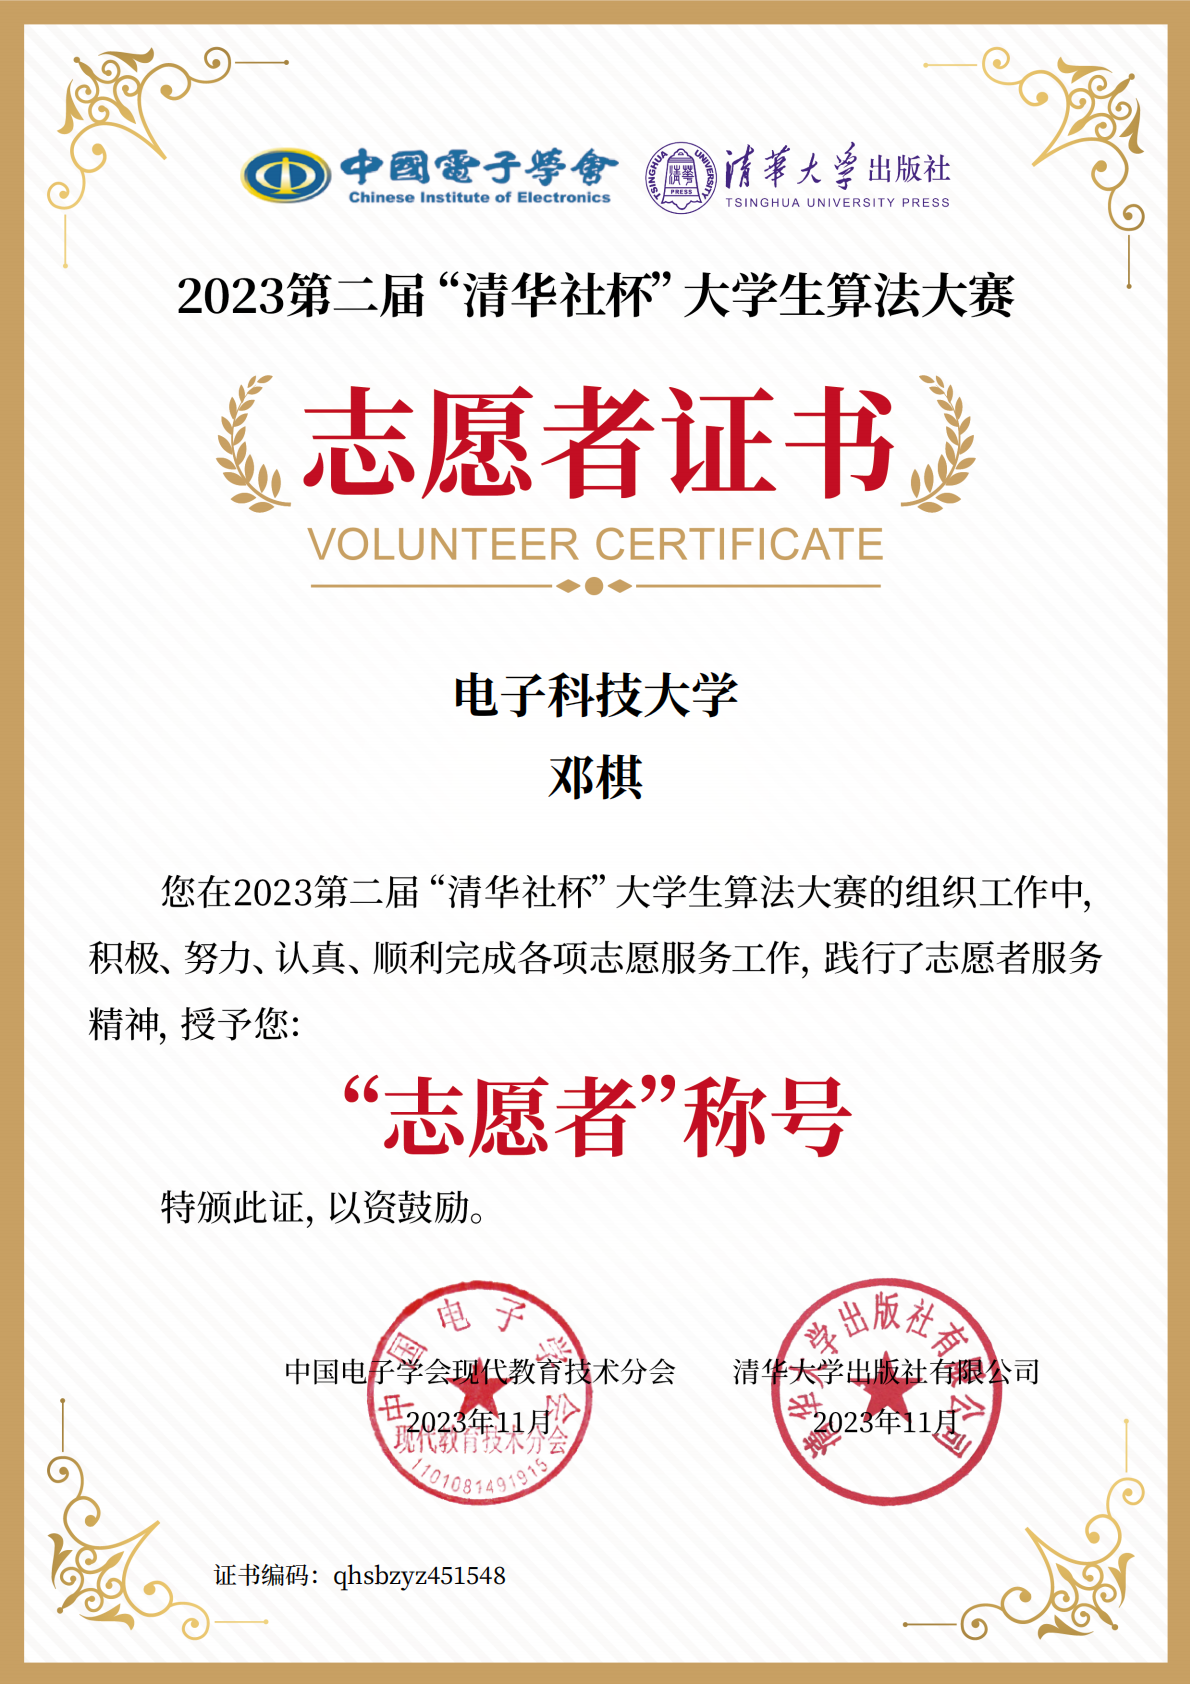 中國電子學會
Chinese Institute of Electronics
TSINGHUA UNIVERSITY
清華
PRESS
清華大学出版社
TSINGHUA UNIVERSITY PRESS
2023第二届“清华社杯”大学生算法大赛
志愿者证书
VOLUNTEER CERTIFICATE
电子科技大学
邓棋
您在2023第二届“清华社杯”大学生算法大赛的组织工作中,
积极、努力、认真、顺利完成各项志愿服务工作, 践行了志愿者服务
精神, 授予您:
“志愿者”称号
特颁此证, 以资鼓励。
中国电子学会现代教育技术分会
2023年11月
清华大学出版社有限公司
2023年11月
中国电子学会
现代教育技术分会
1101081491915
清华大学出版社有限公司
证书编码: qhsbzyz451548